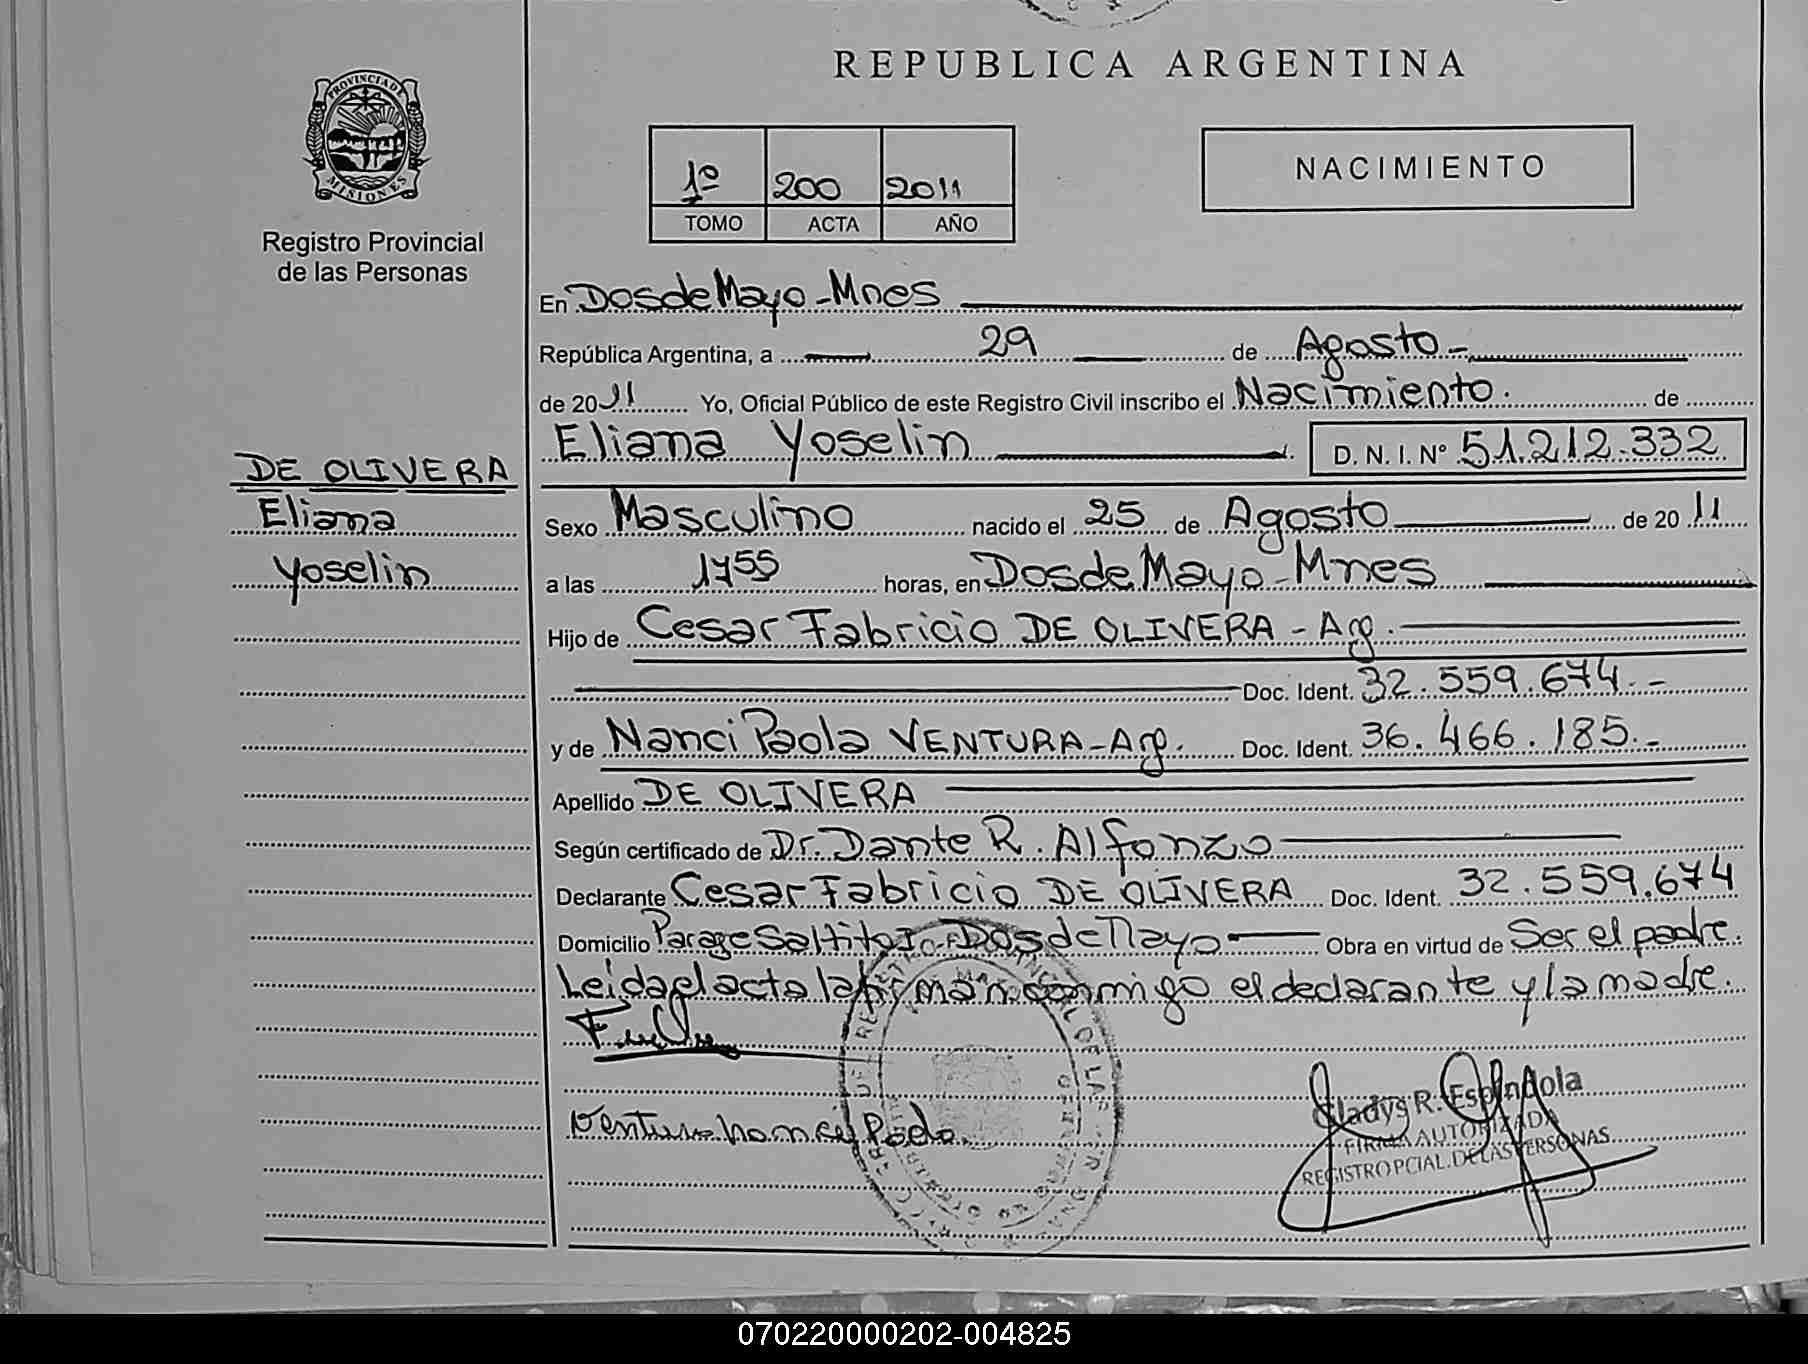 REPUBLICA ARGENTINA
PROVINCIA DE MISIONES
Registro Provincial
de las Personas
1º 200 2011
TOMO ACTA AÑO
NACIMIENTO
En Dos de Mayo - Mnes
República Argentina, a 29 de Agosto -
de 2011 Yo, Oficial Público de este Registro Civil inscribo el Nacimiento. de
Eliana Yoselin D. N. I. Nº 51.212.332
DE OLIVERA
Eliana
Yoselin
Sexo Masculino nacido el 25 de Agosto de 2011
a las 1755 horas, en Dos de Mayo - Mnes
Hijo de Cesar Fabricio DE OLIVERA - Arg.
Doc. Ident. 32.559.674.-
y de Nanci Paola VENTURA - Arg. Doc. Ident. 36.466.185.-
Apellido DE OLIVERA
Según certificado de Dr. Dante R. Alfonzo
Declarante Cesar Fabricio DE OLIVERA Doc. Ident. 32.559.674
Domicilio Paraje Saltito I - Dos de Mayo Obra en virtud de Ser el padre.
Leida el acta la firman conmigo el declarante y la madre.
Ventura nanci Paola
Gladys R. Espindola
FIRMA AUTORIZADA
REGISTRO PCIAL. DE LAS PERSONAS
070220000202-004825